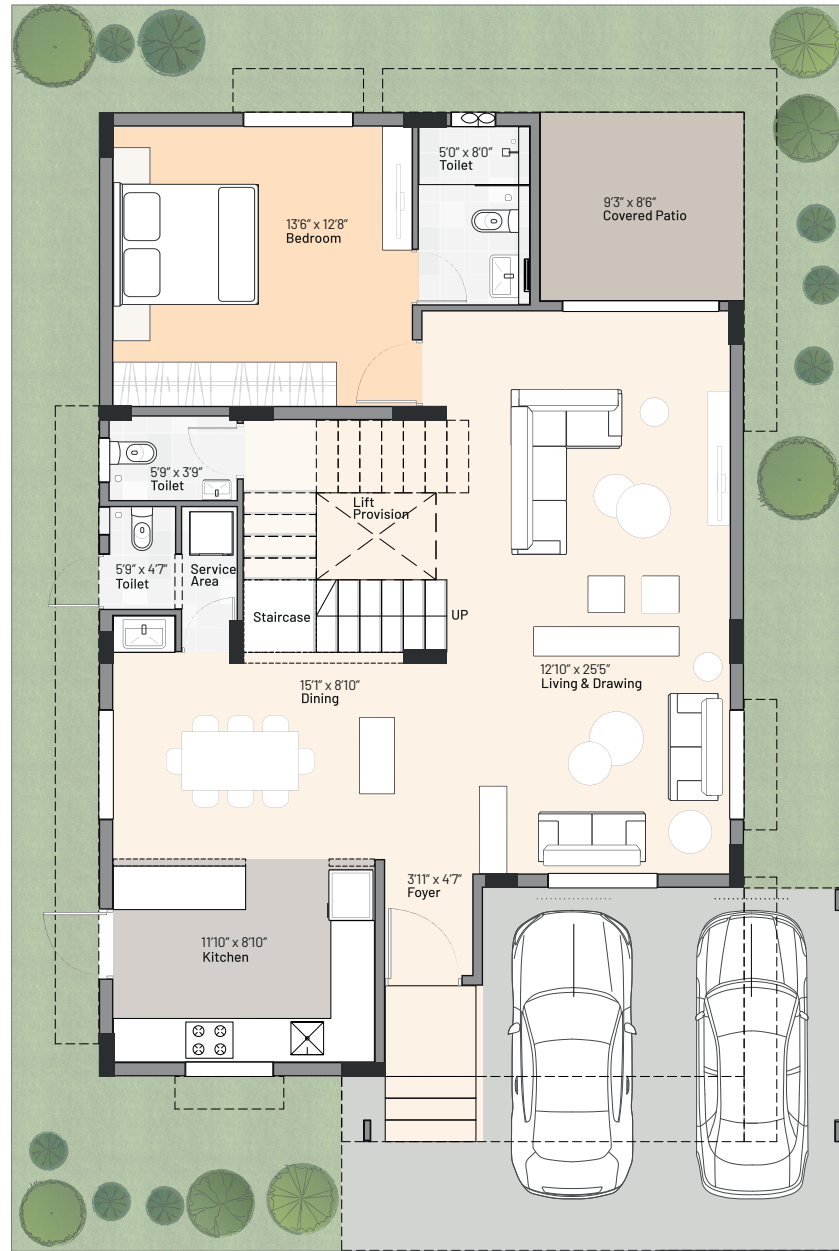 5'0" x 8'0"
Toilet
9'3" x 8'6"
Covered Patio
13'6" x 12'8"
Bedroom
5'9" x 3'9"
Toilet
Lift
Provision
5'9" x 4'7"
Toilet
Service
Area
Staircase
UP
12'10" x 25'5"
Living & Drawing
15'1" x 8'10"
Dining
3'11" x 4'7"
Foyer
11'10" x 8'10"
Kitchen